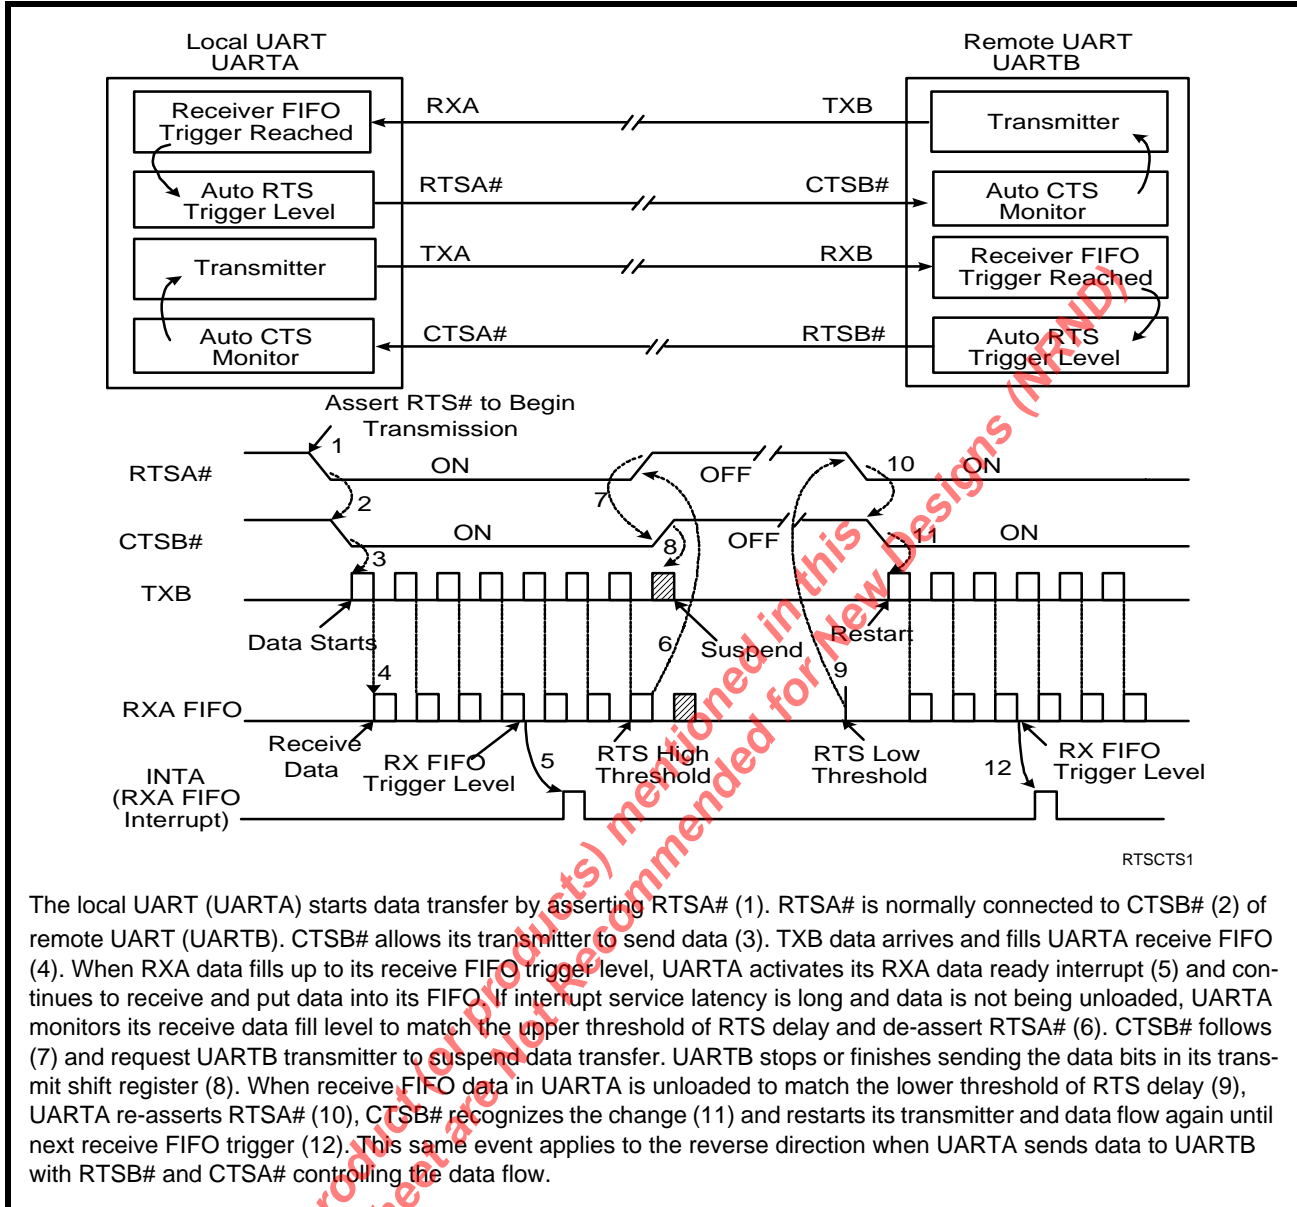 Local UART
UARTA
Remote UART
UARTB
Receiver FIFO
Trigger Reached
RXA
TXB
Transmitter
Auto RTS
Trigger Level
RTSA#
CTSB#
Auto CTS
Monitor
Transmitter
TXA
RXB
Receiver FIFO
Trigger Reached
Auto CTS
Monitor
CTSA#
RTSB#
Auto RTS
Trigger Level
Assert RTS# to Begin
Transmission
RTSA#
1
ON
7
OFF
10
ON
2
CTSB#
ON
8
OFF
11
ON
3
TXB
Data Starts
6
Suspend
Restart
4
9
RXA FIFO
Receive
Data
RX FIFO
Trigger Level
5
RTS High
Threshold
RTS Low
Threshold
12
RX FIFO
Trigger Level
INTA
(RXA FIFO
Interrupt)
RTSCTS1
The local UART (UARTA) starts data transfer by asserting RTSA# (1). RTSA# is normally connected to CTSB# (2) of
remote UART (UARTB). CTSB# allows its transmitter to send data (3). TXB data arrives and fills UARTA receive FIFO
(4). When RXA data fills up to its receive FIFO trigger level, UARTA activates its RXA data ready interrupt (5) and con-
tinues to receive and put data into its FIFO. If interrupt service latency is long and data is not being unloaded, UARTA
monitors its receive data fill level to match the upper threshold of RTS delay and de-assert RTSA# (6). CTSB# follows
(7) and request UARTB transmitter to suspend data transfer. UARTB stops or finishes sending the data bits in its trans-
mit shift register (8). When receive FIFO data in UARTA is unloaded to match the lower threshold of RTS delay (9),
UARTA re-asserts RTSA# (10), CTSB# recognizes the change (11) and restarts its transmitter and data flow again until
next receive FIFO trigger (12). This same event applies to the reverse direction when UARTA sends data to UARTB
with RTSB# and CTSA# controlling the data flow.
roduct (or products) mentioned in this
heet are Not Recommended for New Designs (NRND)